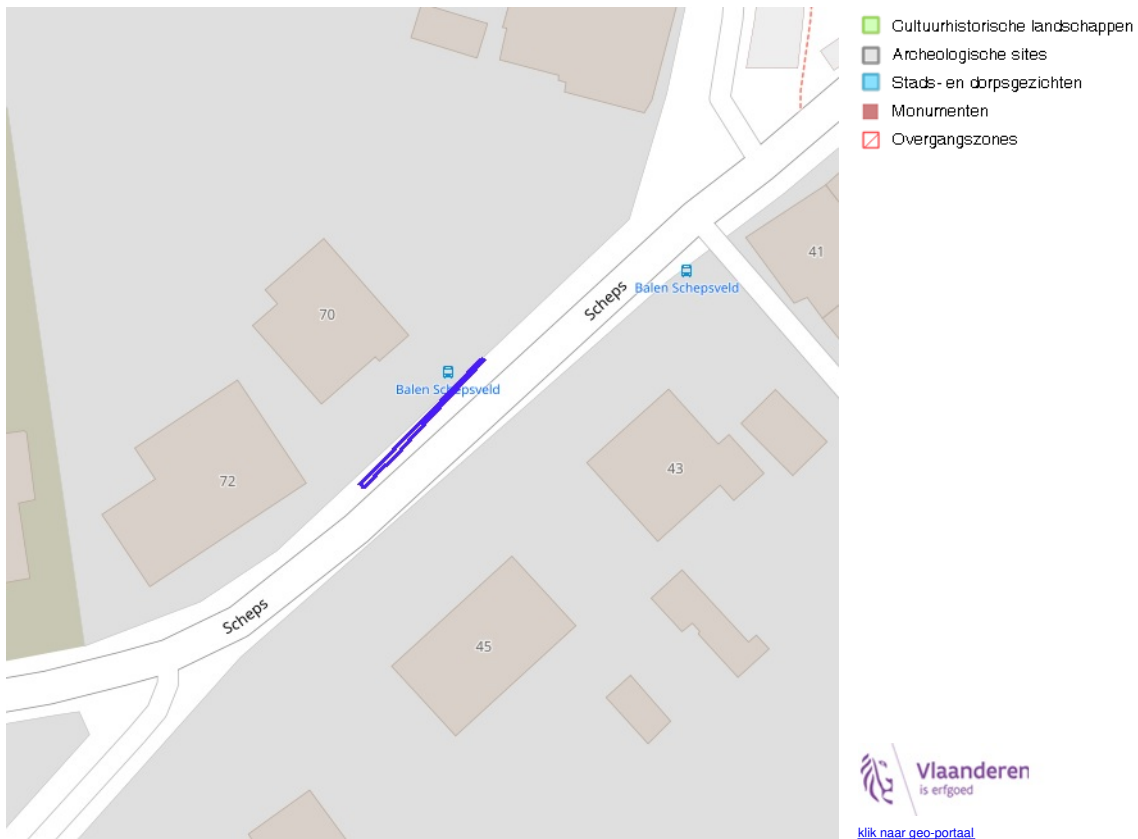 Cultuurhistorische landschappen
Archeologische sites
Stads- en dorpsgezichten
Monumenten
Overgangszones
41
Scheps
Balen Schepsveld
70
Balen Schepsveld
43
72
Scheps
45
Vlaanderen
is erfgoed
klik naar geo-portaal